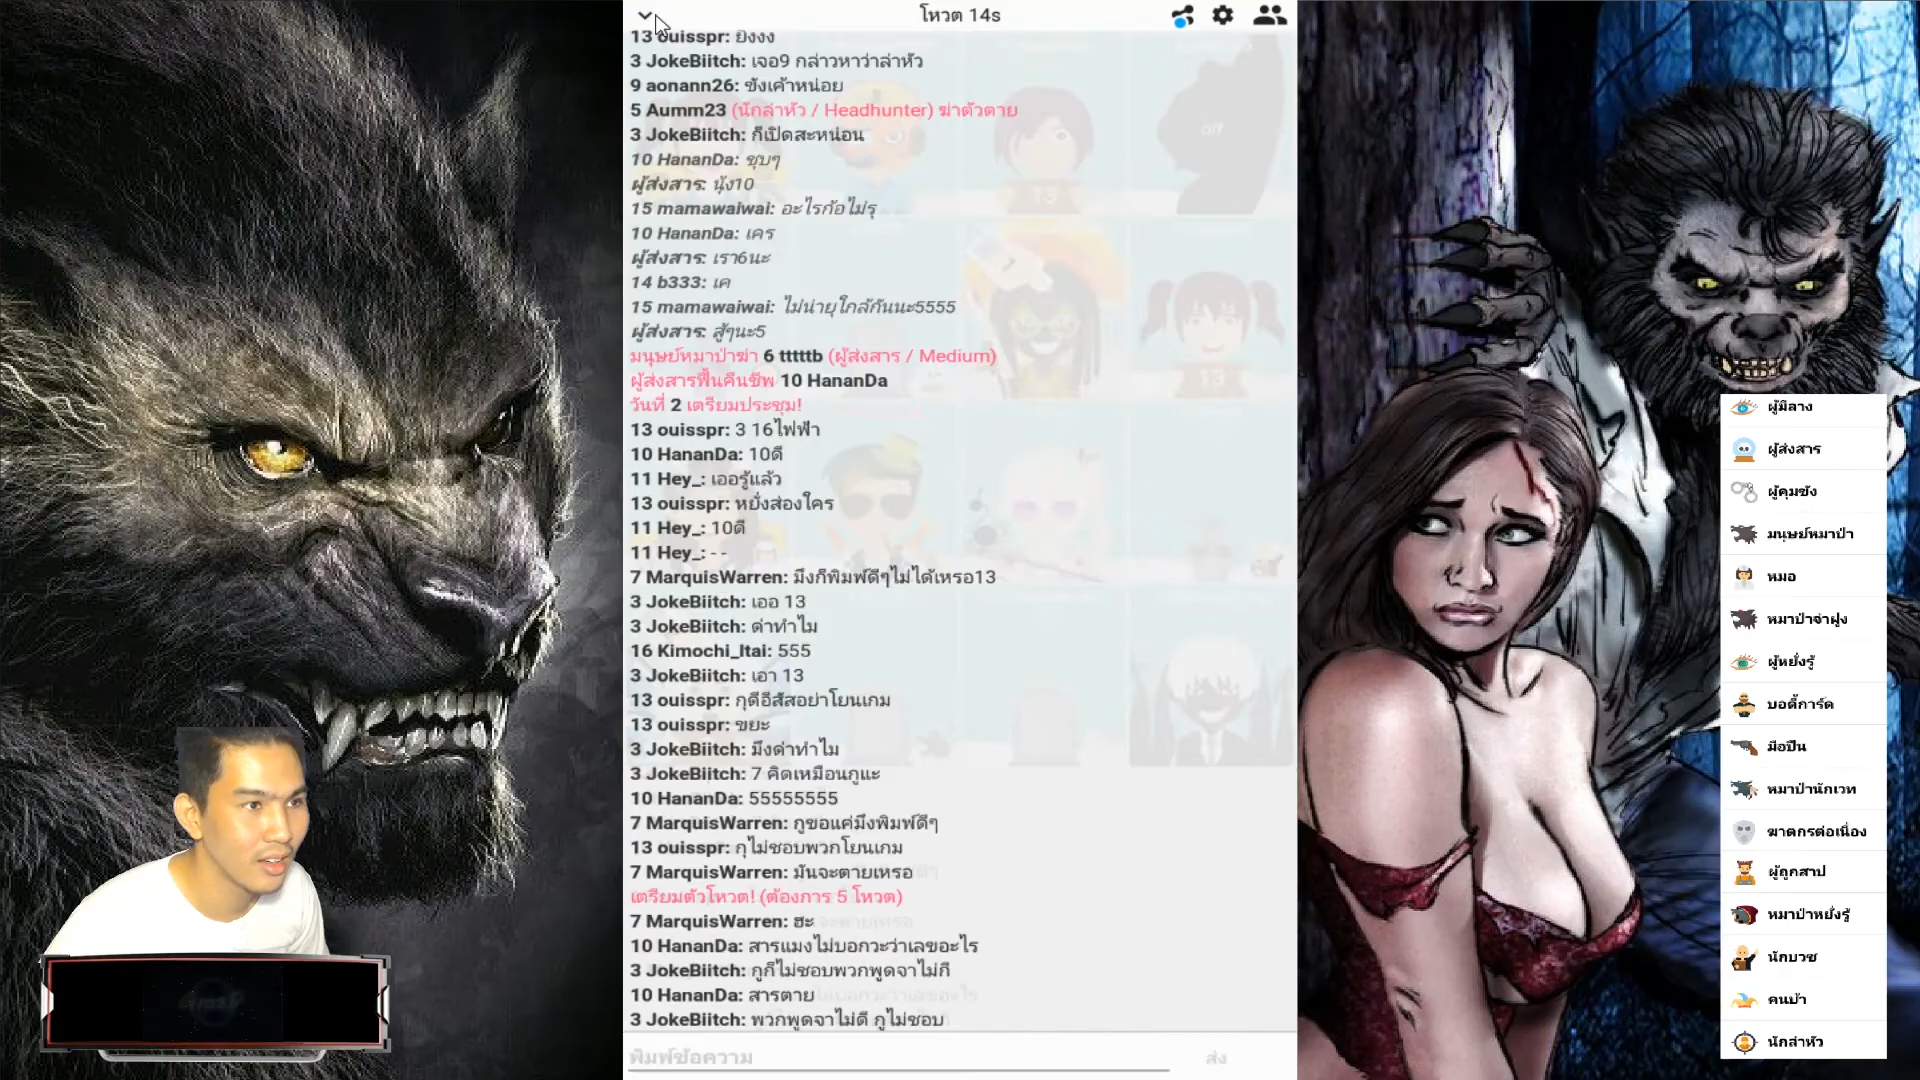 โหวต 14s
13 ouisspr: ยิงงง
3 JokeBiitch: เจอ9 กล่าวหาว่าล่าหัว
9 aonann26: ขังเค้าหน่อย
5 Aumm23 (นักล่าหัว / Headhunter) ฆ่าตัวตาย
3 JokeBiitch: ก็เปิดสะหน่อน
10 HananDa: ชุบๆ
ผู้ส่งสาร: นุ้ง10
15 mamawaiwai: อะไรก้อไม่รุ
10 HananDa: เคร
ผู้ส่งสาร: เรา6นะ
14 b333: เค
15 mamawaiwai: ไม่น่ายุใกล้กันนะ5555
ผู้ส่งสาร: สู้ๆนะ5
มนุษย์หมาป่าฆ่า 6 tttttb (ผู้ส่งสาร / Medium)
ผู้ส่งสารฟื้นคืนชีพ 10 HananDa
วันที่ 2 เตรียมประชุม!
13 ouisspr: 3 16ไฟฟ้า
10 HananDa: 10ดี
11 Hey_: เออรู้แล้ว
13 ouisspr: หยั่งส่องใคร
11 Hey_: 10ดี
11 Hey_: - -
7 MarquisWarren: มึงก็พิมพ์ดีๆไม่ได้เหรอ13
3 JokeBiitch: เออ 13
3 JokeBiitch: ด่าทำไม
16 Kimochi_Itai: 555
3 JokeBiitch: เอา 13
13 ouisspr: กุดีอีสัสอย่าโยนเกม
13 ouisspr: ขยะ
3 JokeBiitch: มึงด่าทำไม
3 JokeBiitch: 7 คิดเหมือนกูแะ
10 HananDa: 55555555
7 MarquisWarren: กูขอแค่มึงพิมพ์ดีๆ
13 ouisspr: กุไม่ชอบพวกโยนเกม
7 MarquisWarren: มันจะตายเหรอ
เตรียมตัวโหวต! (ต้องการ 5 โหวต)
7 MarquisWarren: ฮะ
10 HananDa: สารแมงไม่บอกวะว่าเลขอะไร
3 JokeBiitch: กูก็ไม่ชอบพวกพูดจาไม่ดี
10 HananDa: สารตาย
3 JokeBiitch: พวกพูดจาไม่ดี กูไม่ชอบ
พิมพ์ข้อความ
ส่ง
ผู้มีลาง
ผู้ส่งสาร
ผู้คุมขัง
มนุษย์หมาป่า
หมอ
หมาป่าจ่าฝูง
ผู้หยั่งรู้
บอดี้การ์ด
มือปืน
หมาป่านักเวท
ฆาตกรต่อเนื่อง
ผู้ถูกสาป
หมาป่าหยั่งรู้
นักบวช
คนบ้า
นักล่าหัว